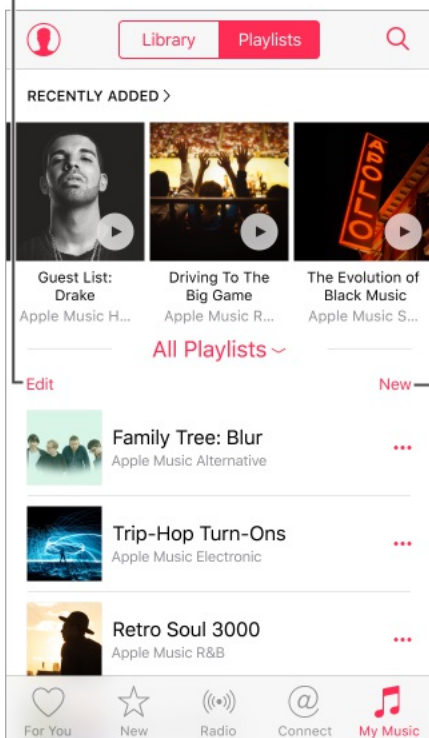 Library
Playlists
RECENTLY ADDED >
APOLLO
Guest List:
Drake
Apple Music H...
Driving To The
Big Game
Apple Music R...
The Evolution of
Black Music
Apple Music S...
All Playlists
Edit
New
Family Tree: Blur
Apple Music Alternative
Trip-Hop Turn-Ons
Apple Music Electronic
Retro Soul 3000
Apple Music R&B
For You
New
Radio
Connect
My Music